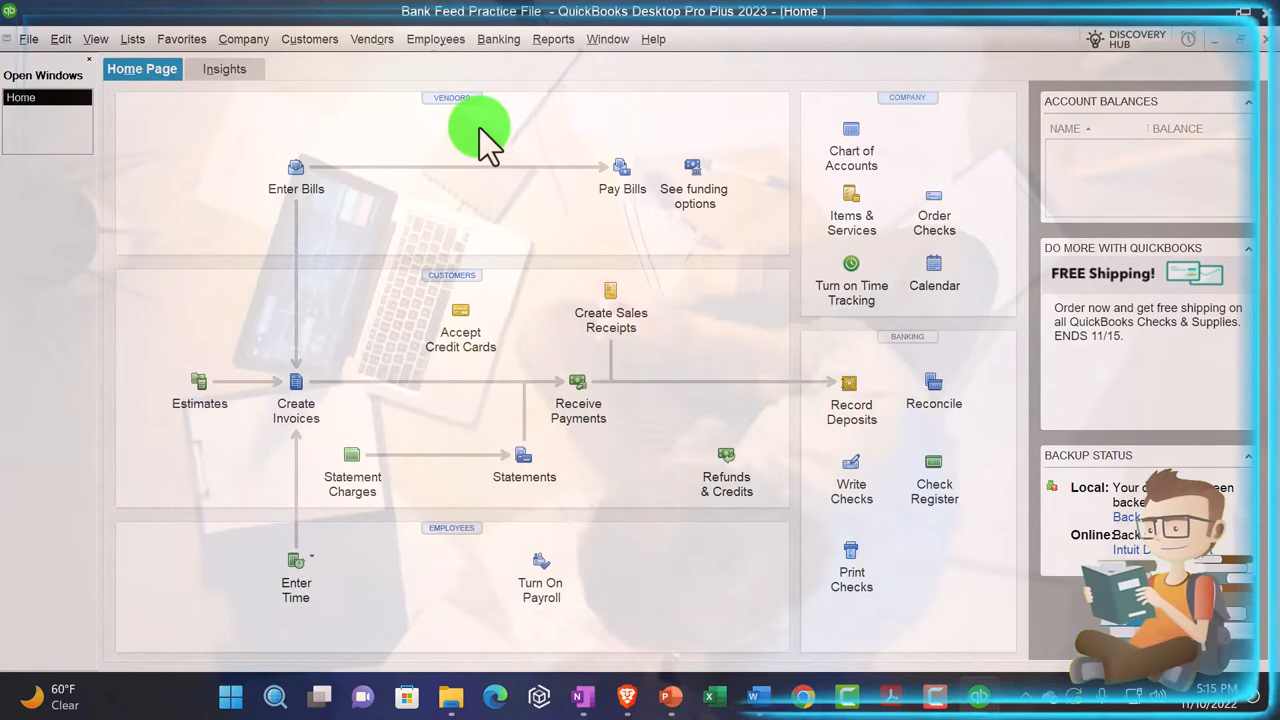 Bank Feed Practice File - QuickBooks Desktop Pro Plus 2023 - [Home ]
File Edit View Lists Favorites Company Customers Vendors Employees Banking Reports Window Help
DISCOVERY
HUB
Open Windows
Home
Home Page Insights
VENDORS
Enter Bills
Pay Bills
See funding
options
CUSTOMERS
Accept
Credit Cards
Create Sales
Receipts
Estimates
Create
Invoices
Receive
Payments
Statement
Charges
Statements
Refunds
& Credits
EMPLOYEES
Enter
Time
Turn On
Payroll
COMPANY
Chart of
Accounts
Items &
Services
Order
Checks
Turn on Time
Tracking
Calendar
BANKING
Record
Deposits
Reconcile
Write
Checks
Check
Register
Print
Checks
ACCOUNT BALANCES
NAME BALANCE
DO MORE WITH QUICKBOOKS
FREE Shipping!
Order now and get free shipping on
all QuickBooks Checks & Supplies.
ENDS 11/15.
BACKUP STATUS
Local: Your
Back
Online:
Intuit
60°F
Clear
5:15 PM
11/10/2022